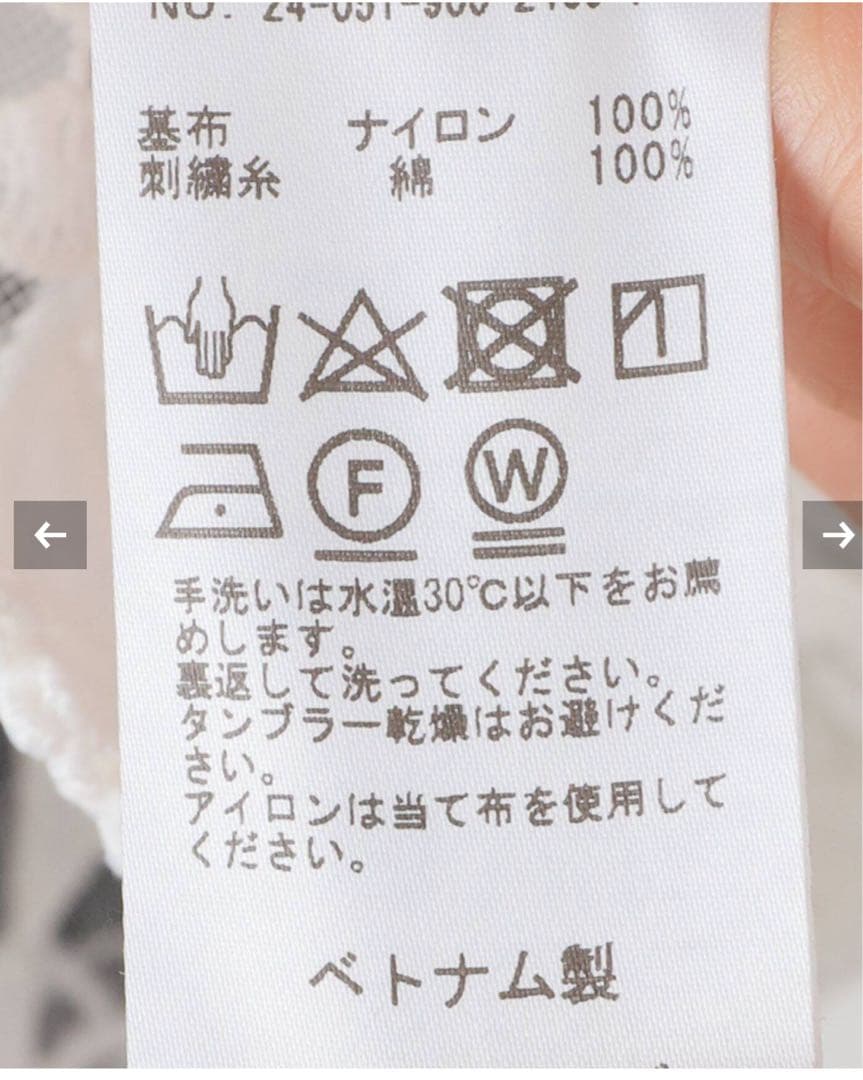 基布 ナイロン 100%
刺繍糸 綿 100%
F W
手洗いは水温30℃以下をお薦
めします。
裏返して洗ってください。
タンブラー乾燥はお避けくだ
さい。
アイロンは当て布を使用して
ください。
ベトナム製